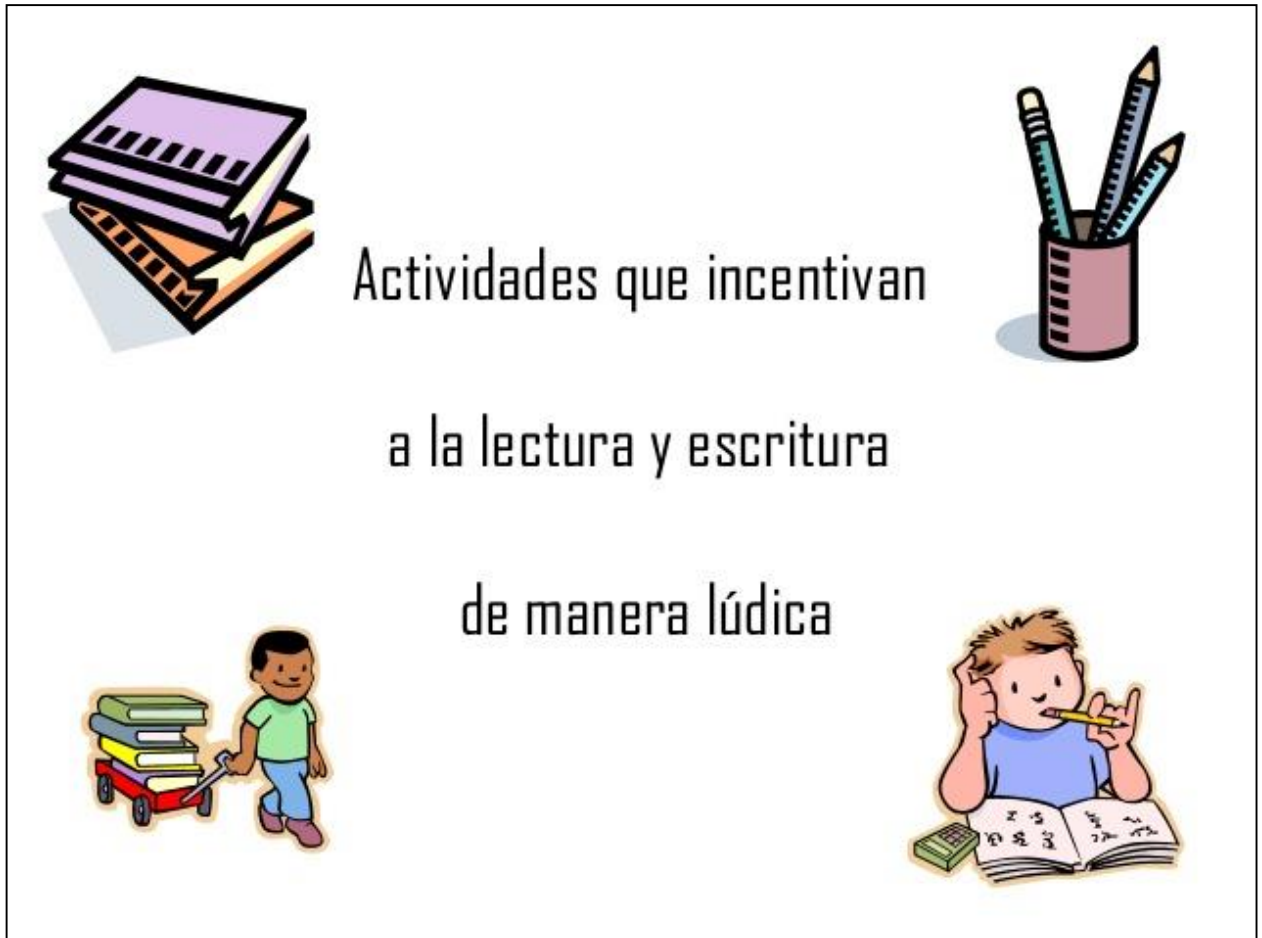 Actividades que incentivan
a la lectura y escritura
de manera lúdica